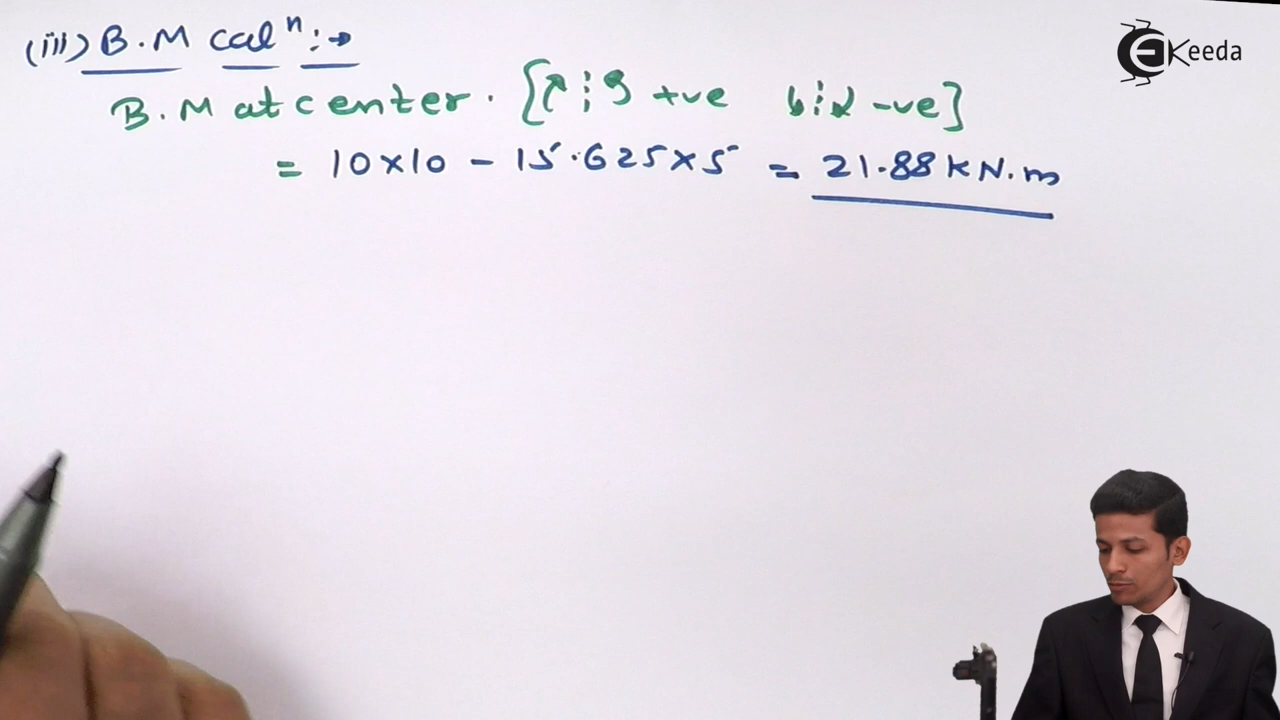 (iii) B.M calⁿ :→
EKeeda
B.M at center. [↱┆↰ +ve ┆ -ve]
= 10×10 - 15.625×5 = 21.88 KN.m